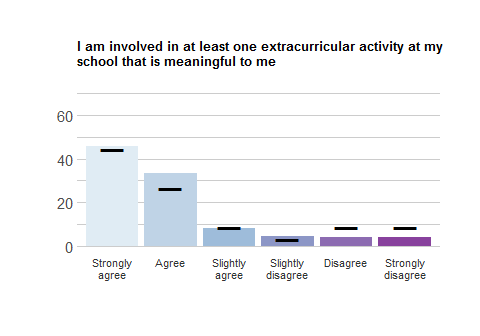 I am involved in at least one extracurricular activity at my
school that is meaningful to me
60
40
20
0
Strongly
agree
Agree
Slightly
agree
Slightly
disagree
Disagree
Strongly
disagree